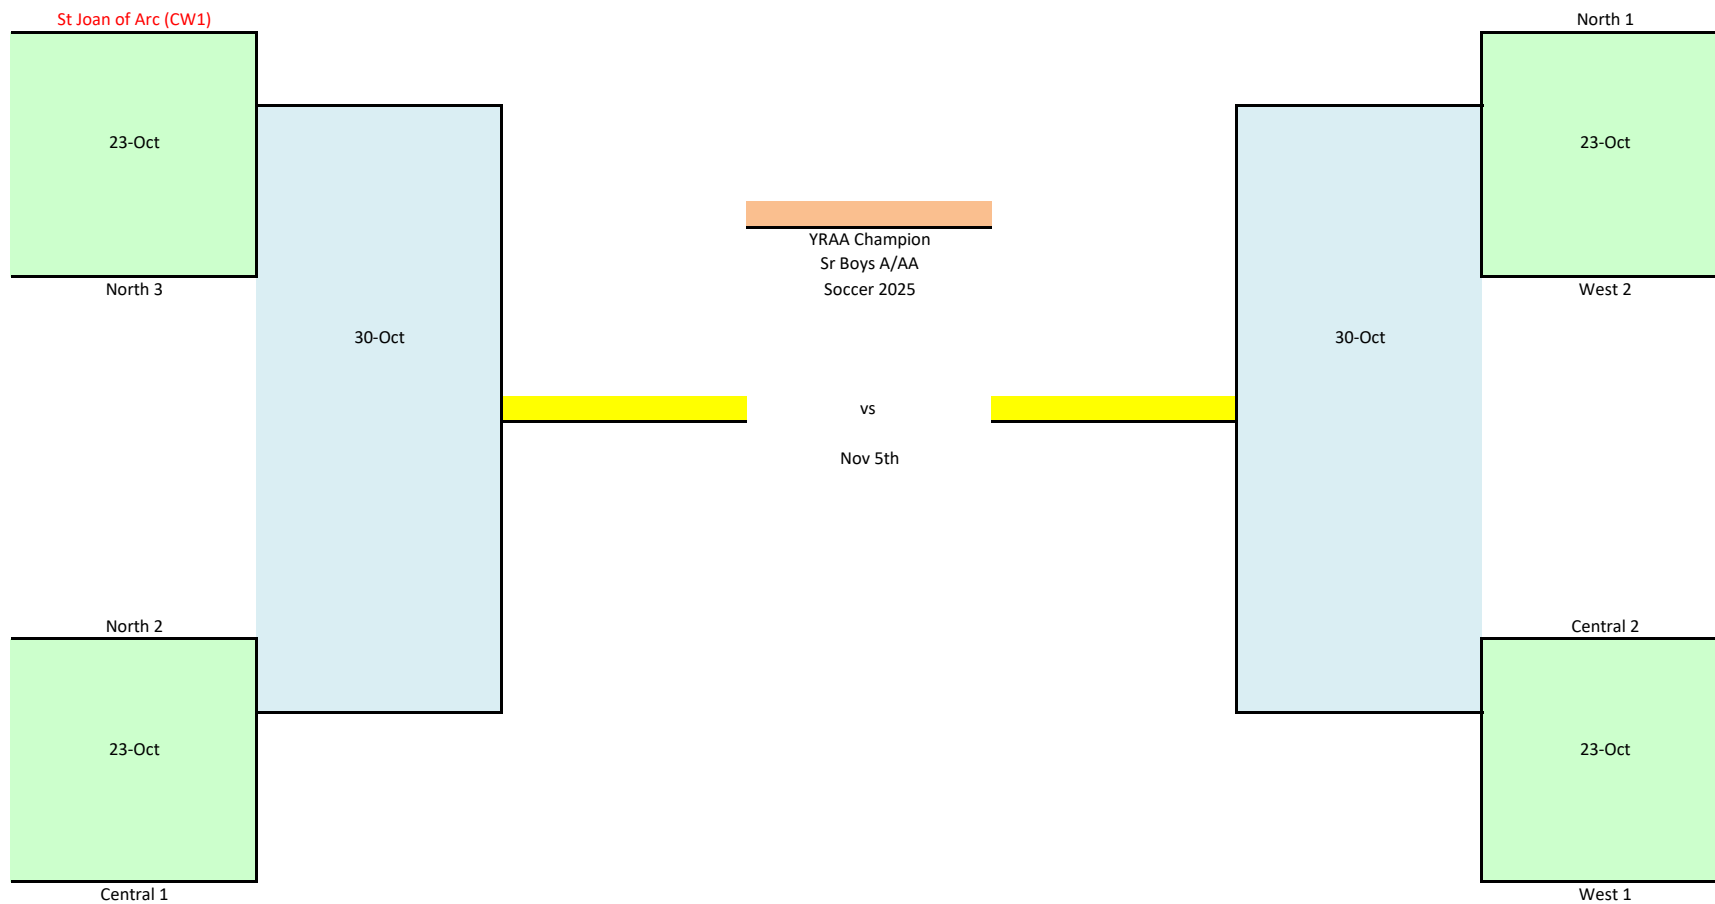 St Joan of Arc (CW1)
North 1
23-Oct
23-Oct
YRAA Champion
Sr Boys A/AA
Soccer 2025
North 3
West 2
30-Oct
30-Oct
vs
Nov 5th
North 2
Central 2
23-Oct
23-Oct
Central 1
West 1